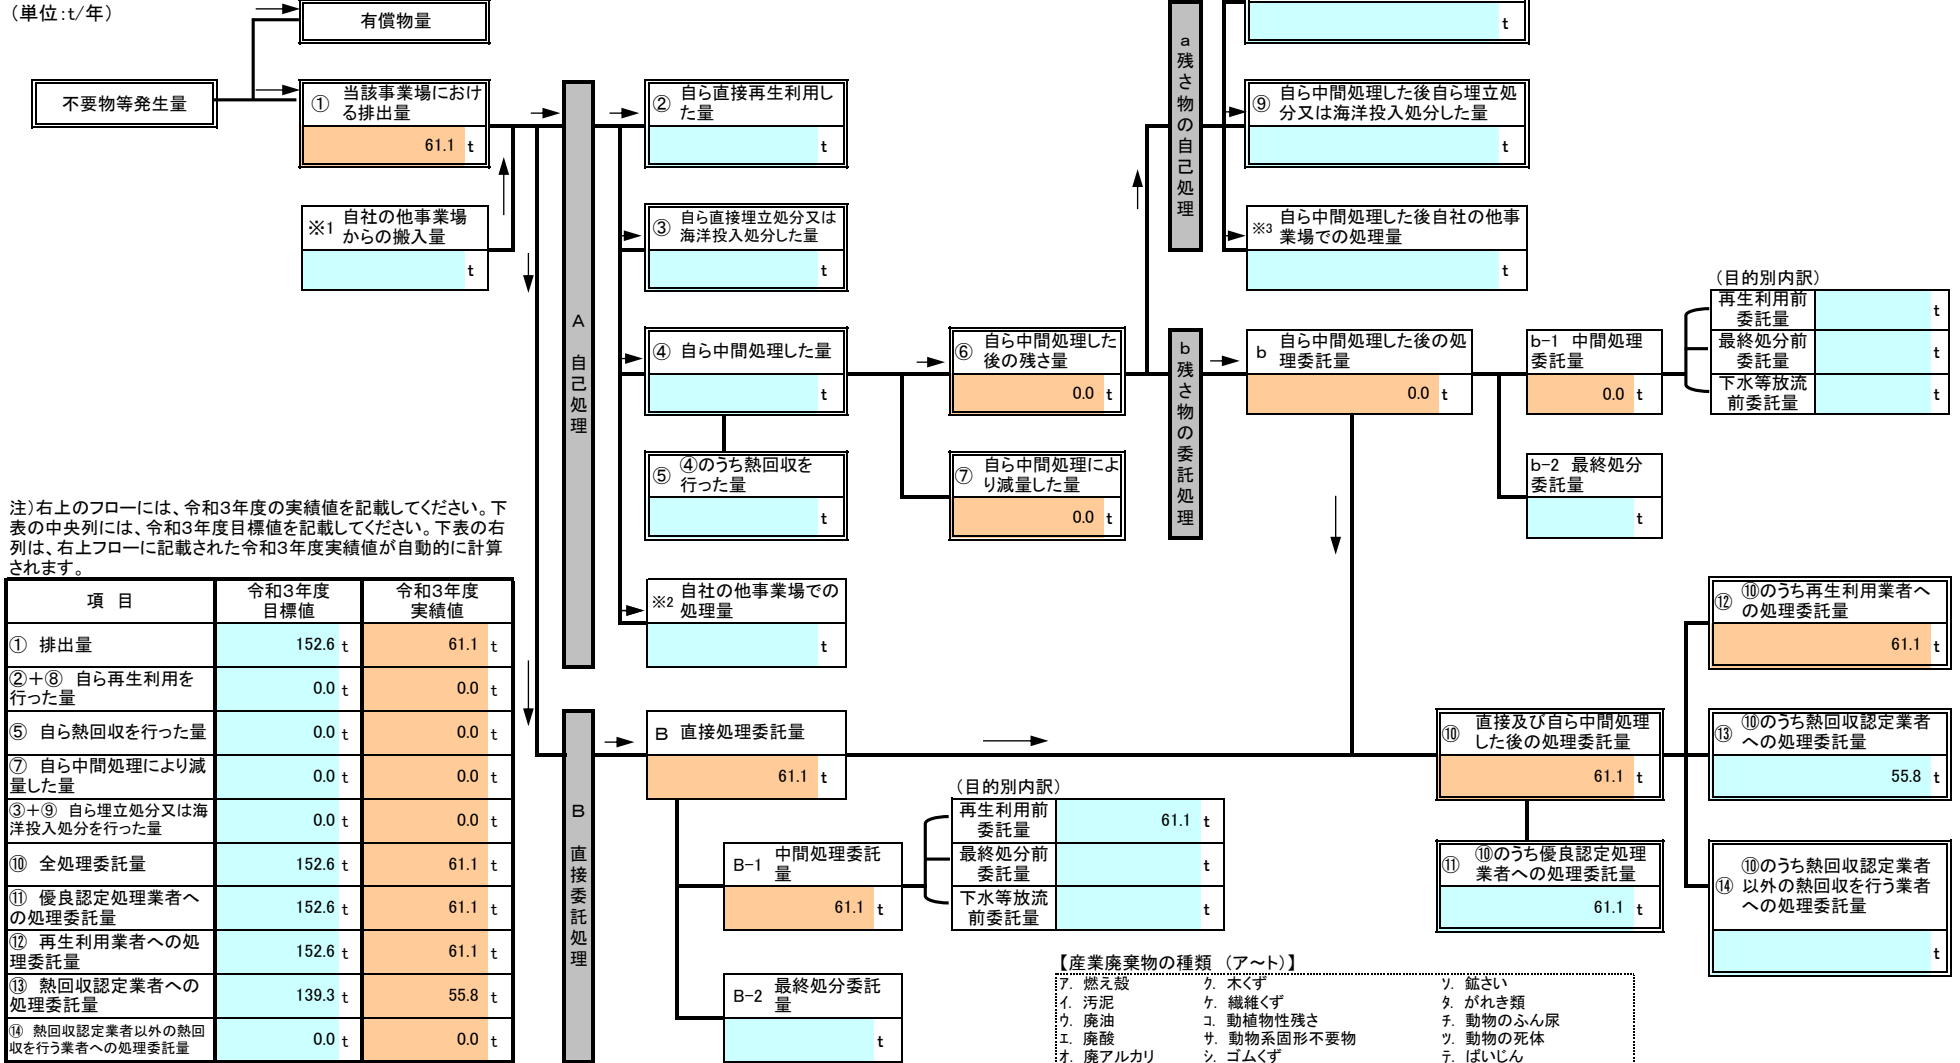 （単位：t/年）
有償物量
不要物等発生量
① 当該事業場におけ
る排出量
61.1 t
※1 自社の他事業場
からの搬入量
t
A 自己処理
② 自ら直接再生利用し
た量
t
③ 自ら直接埋立処分又は
海洋投入処分した量
t
④ 自ら中間処理した量
t
⑤ ④のうち熱回収を
行った量
t
※2 自社の他事業場での
処理量
t
⑥ 自ら中間処理した
後の残さ量
0.0 t
⑦ 自ら中間処理によ
り減量した量
0.0 t
a 残さ物の自己処理
t
⑨ 自ら中間処理した後自ら埋立処
分又は海洋投入処分した量
t
※3 自ら中間処理した後自社の他事
業場での処理量
t
b 残さ物の委託処理
b 自ら中間処理した後の処
理委託量
0.0 t
b-1 中間処理
委託量
0.0 t
b-2 最終処分
委託量
t
（目的別内訳）
再生利用前
委託量
t
最終処分前
委託量
t
下水等放流
前委託量
t
注）右上のフローには、令和３年度の実績値を記載してください。下
表の中央列には、令和３年度目標値を記載してください。下表の右
列は、右上フローに記載された令和３年度実績値が自動的に計算
されます。
項 目
令和３年度
目標値
令和３年度
実績値
① 排出量 152.6 t 61.1 t
②＋⑧ 自ら再生利用を
行った量 0.0 t 0.0 t
⑤ 自ら熱回収を行った量 0.0 t 0.0 t
⑦ 自ら中間処理により減
量した量 0.0 t 0.0 t
③＋⑨ 自ら埋立処分又は海
洋投入処分を行った量 0.0 t 0.0 t
⑩ 全処理委託量 152.6 t 61.1 t
⑪ 優良認定処理業者へ
の処理委託量 152.6 t 61.1 t
⑫ 再生利用業者への処
理委託量 152.6 t 61.1 t
⑬ 熱回収認定業者への
処理委託量 139.3 t 55.8 t
⑭ 熱回収認定業者以外の熱回
収を行う業者への処理委託量 0.0 t 0.0 t
B 直接委託処理
B 直接処理委託量
61.1 t
B-1 中間処理委託
量
61.1 t
B-2 最終処分委託
量
t
（目的別内訳）
再生利用前
委託量
61.1 t
最終処分前
委託量
t
下水等放流
前委託量
t
⑩ 直接及び自ら中間処理
した後の処理委託量
61.1 t
⑪ ⑩のうち優良認定処理
業者への処理委託量
61.1 t
⑫ ⑩のうち再生利用業者へ
の処理委託量
61.1 t
⑬ ⑩のうち熱回収認定業者
への処理委託量
55.8 t
⑭ ⑩のうち熱回収認定業者
以外の熱回収を行う業者
への処理委託量
t
【産業廃棄物の種類 （ア～ト）】
ア. 燃え殻 ク. 木くず ソ. 鉱さい
イ. 汚泥 ケ. 繊維くず タ. がれき類
ウ. 廃油 コ. 動植物性残さ チ. 動物のふん尿
エ. 廃酸 サ. 動物系固形不要物 ツ. 動物の死体
オ. 廃アルカリ シ. ゴムくず テ. ばいじん